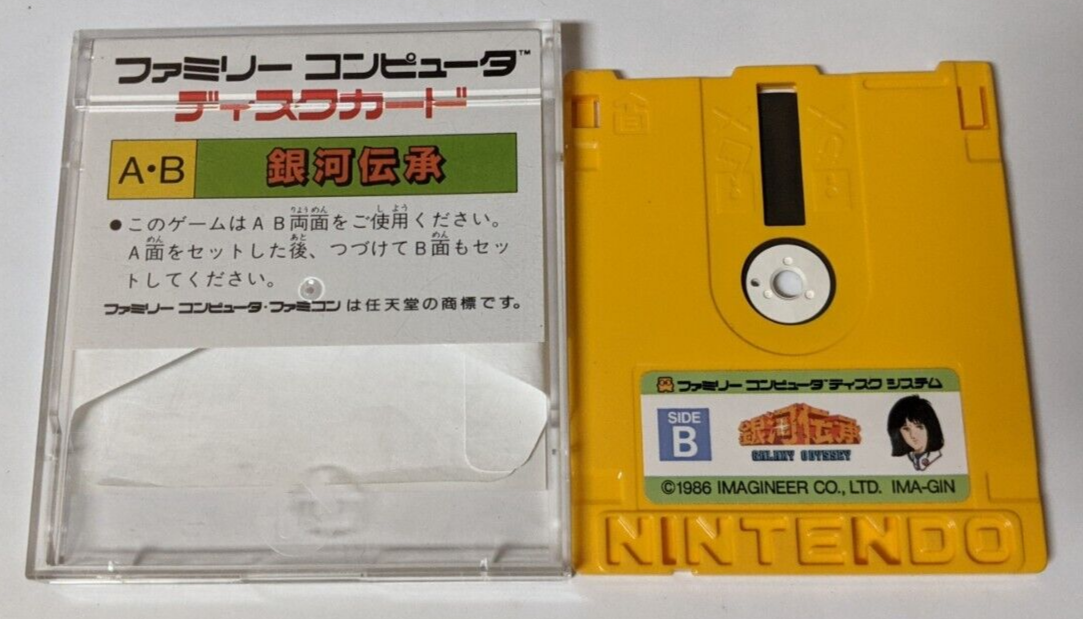 ファミリー コンピュータ™
ディスクカード
A・B 銀河伝承
●このゲームはAB両面をご使用ください。
A面をセットした後、つづけてB面もセッ
トしてください。
ファミリー コンピュータ・ファミコンは任天堂の商標です。
ファミリー コンピュータ ディスク システム
SIDE
B
銀河伝承
GALAXY ODYSSEY
©1986 IMAGINEER CO., LTD. IMA-GIN
NINTENDO